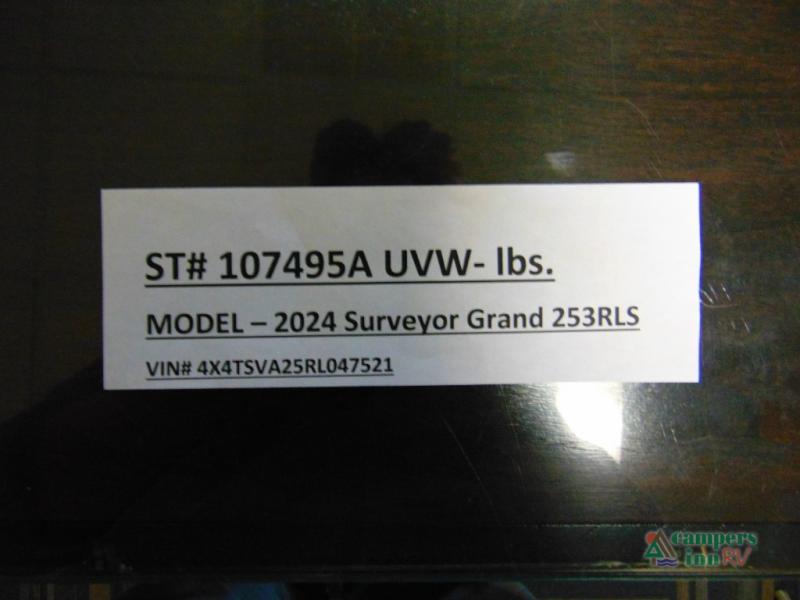 ST# 107495A UVW- lbs.
MODEL – 2024 Surveyor Grand 253RLS
VIN# 4X4TSVA25RL047521
Campers
inn RV